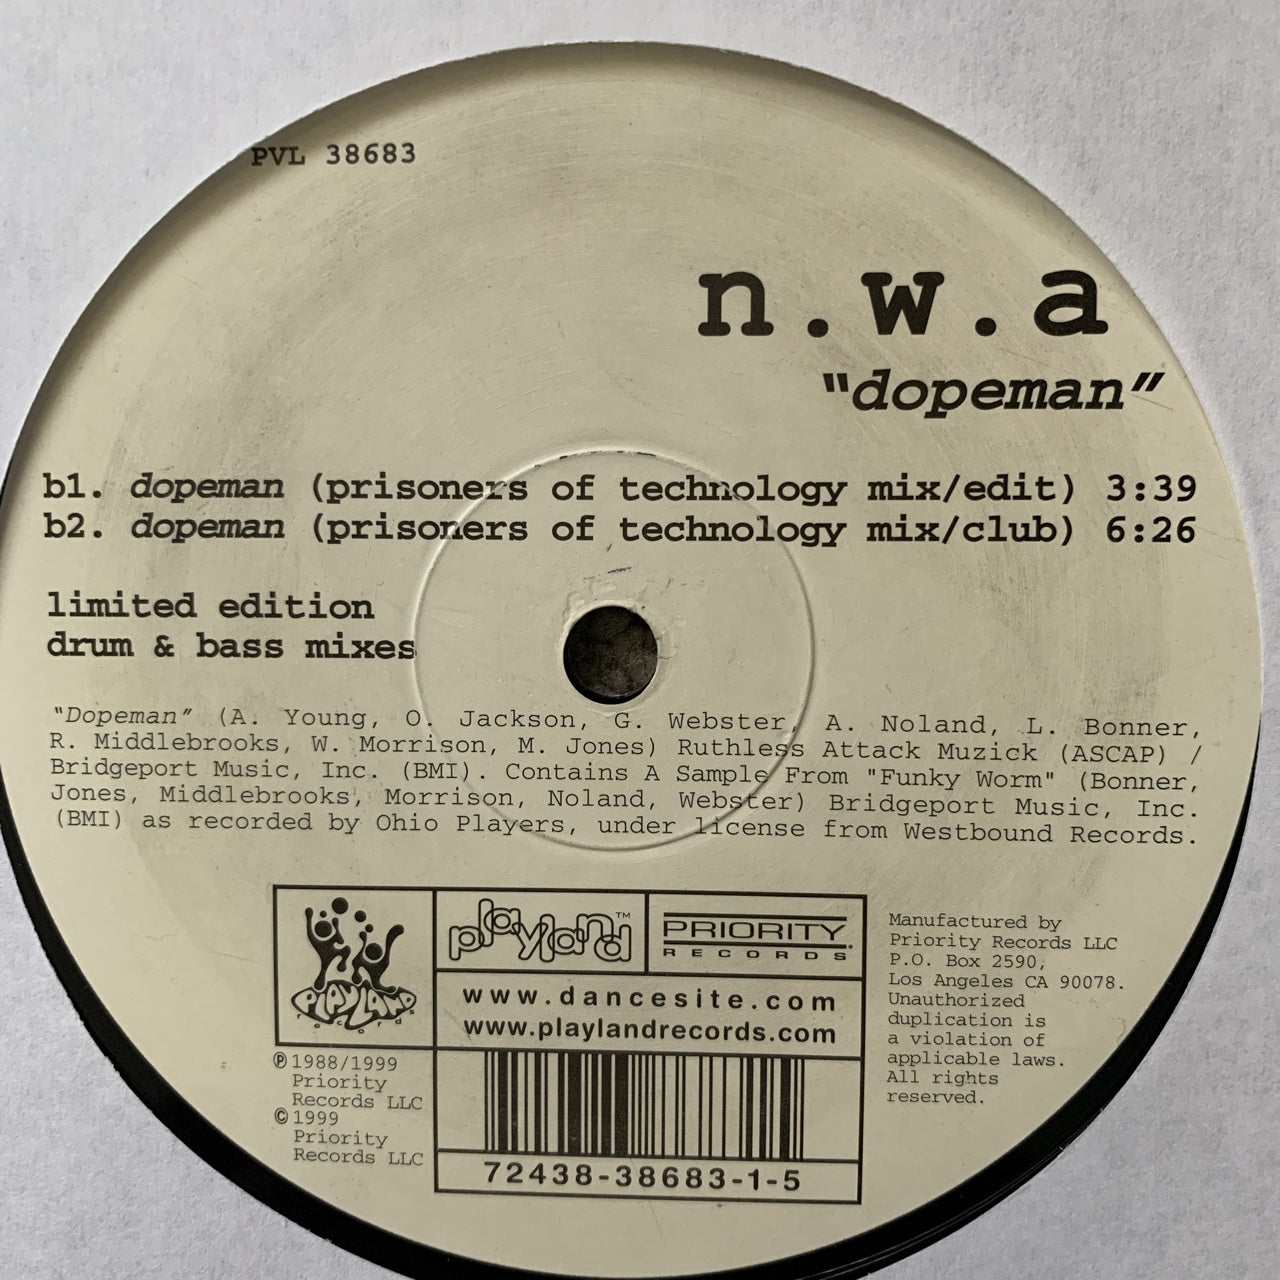 PVL 38683
n.w.a
"dopeman"
b1. dopeman (prisoners of technology mix/edit) 3:39
b2. dopeman (prisoners of technology mix/club) 6:26
limited edition
drum & bass mixes
"Dopeman" (A. Young, O. Jackson, G. Webster, A. Noland, L. Bonner,
R. Middlebrooks, W. Morrison, M. Jones) Ruthless Attack Muzick (ASCAP) /
Bridgeport Music, Inc. (BMI). Contains A Sample From "Funky Worm" (Bonner,
Jones, Middlebrooks, Morrison, Noland, Webster) Bridgeport Music, Inc.
(BMI) as recorded by Ohio Players, under license from Westbound Records.
PLAYLAND
records
playland™
PRIORITY
RECORDS
www.dancesite.com
www.playlandrecords.com
℗1988/1999
Priority
Records LLC
©1999
Priority
Records LLC
72438-38683-1-5
Manufactured by
Priority Records LLC
P.O. Box 2590,
Los Angeles CA 90078.
Unauthorized
duplication is
a violation of
applicable laws.
All rights
reserved.